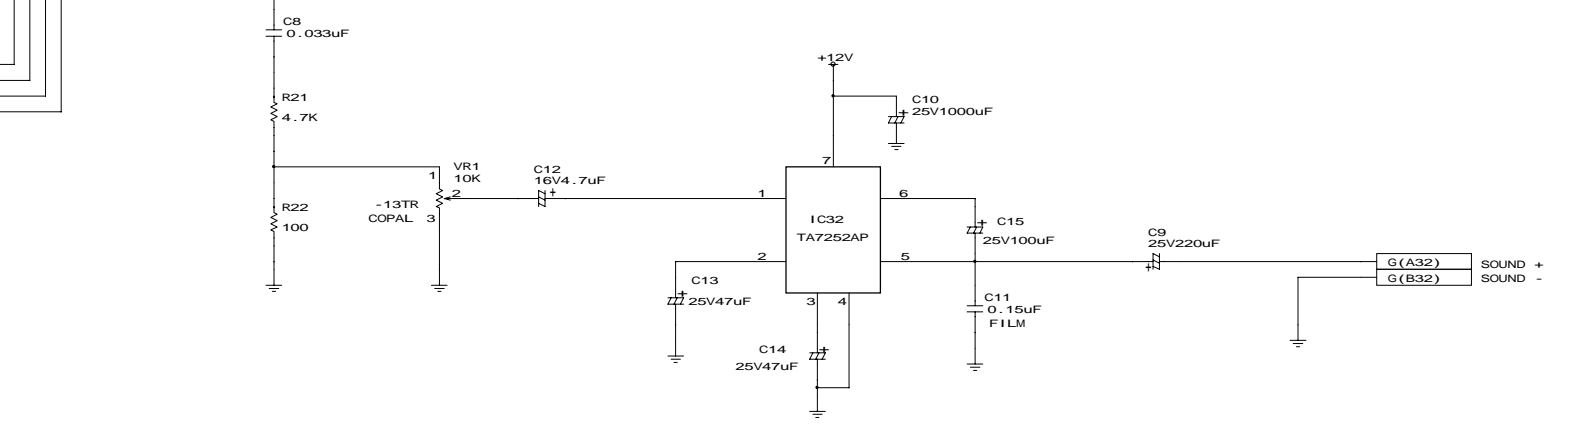 C8
0.033uF
R21
4.7K
R22
100
VR1
10K
1
2
3
-13TR
COPAL
C12
16V4.7uF
+
+12V
C10
+
25V1000uF
7
1
2
6
5
3
4
IC32
TA7252AP
C13
+
25V47uF
C14
+
25V47uF
+
C15
25V100uF
C11
0.15uF
FILM
C9
25V220uF
+
G(A32)
SOUND +
G(B32)
SOUND -